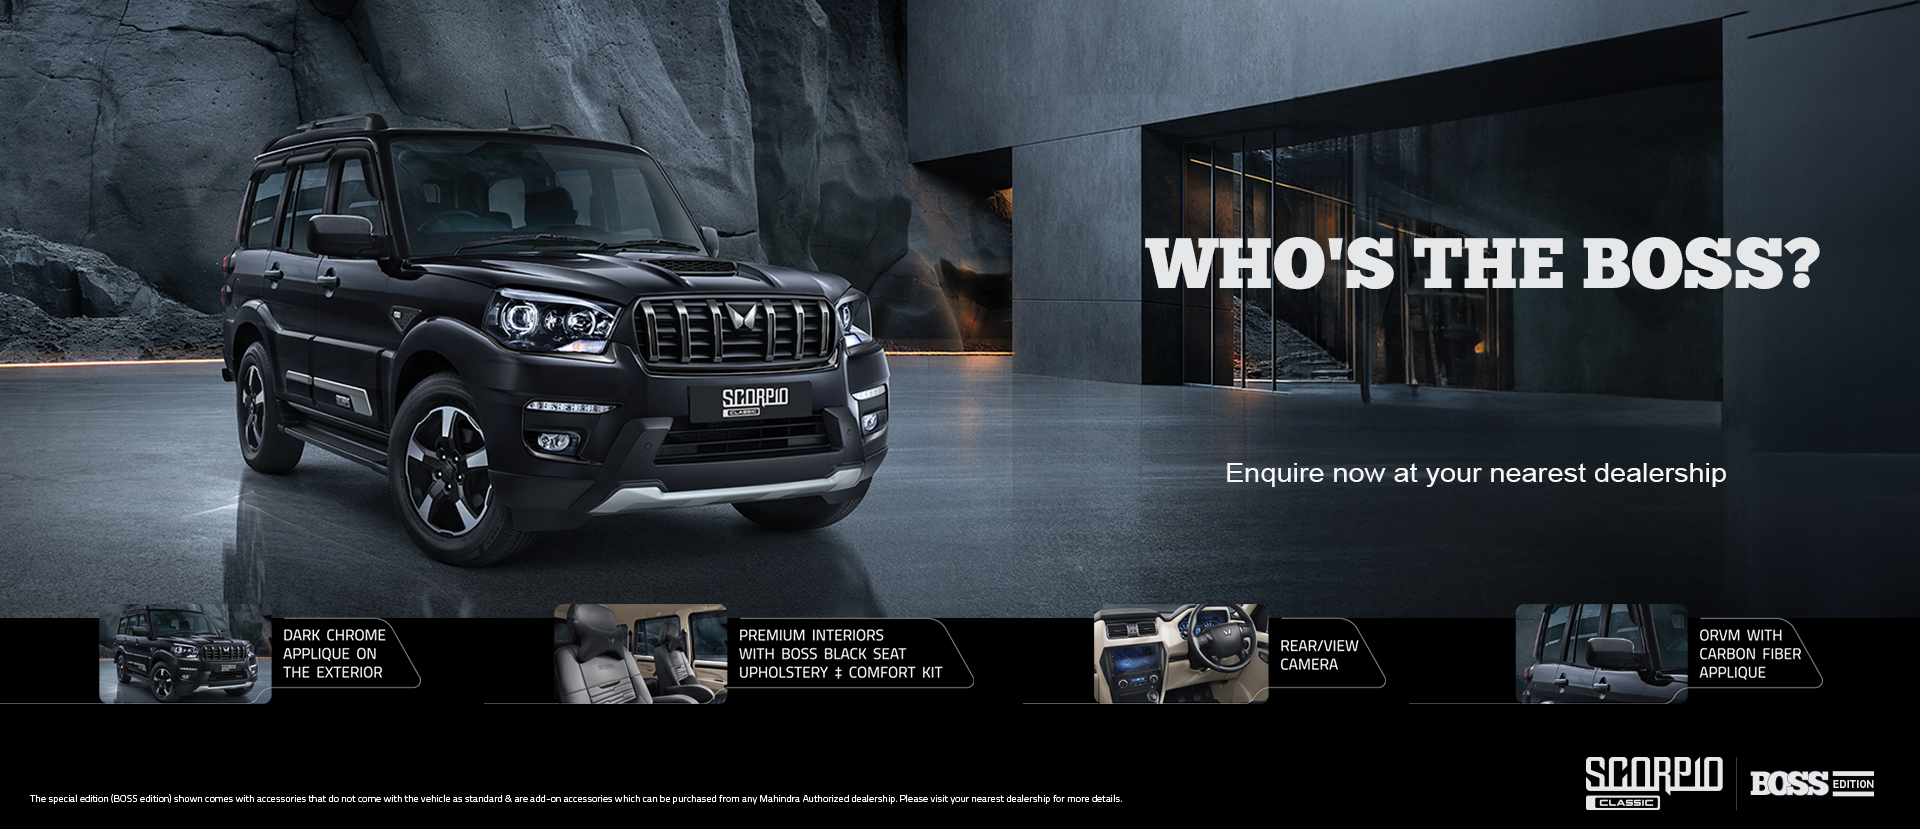 WHO'S THE BOSS?
SCORPIO
CLASSIC
Enquire now at your nearest dealership
DARK CHROME
APPLIQUE ON
THE EXTERIOR
PREMIUM INTERIORS
WITH BOSS BLACK SEAT
UPHOLSTERY ‡ COMFORT KIT
REAR/VIEW
CAMERA
ORVM WITH
CARBON FIBER
APPLIQUE
SCORPIO
CLASSIC
BOSS EDITION
The special edition (BOSS edition) shown comes with accessories that do not come with the vehicle as standard & are add-on accessories which can be purchased from any Mahindra Authorized dealership. Please visit your nearest dealership for more details.